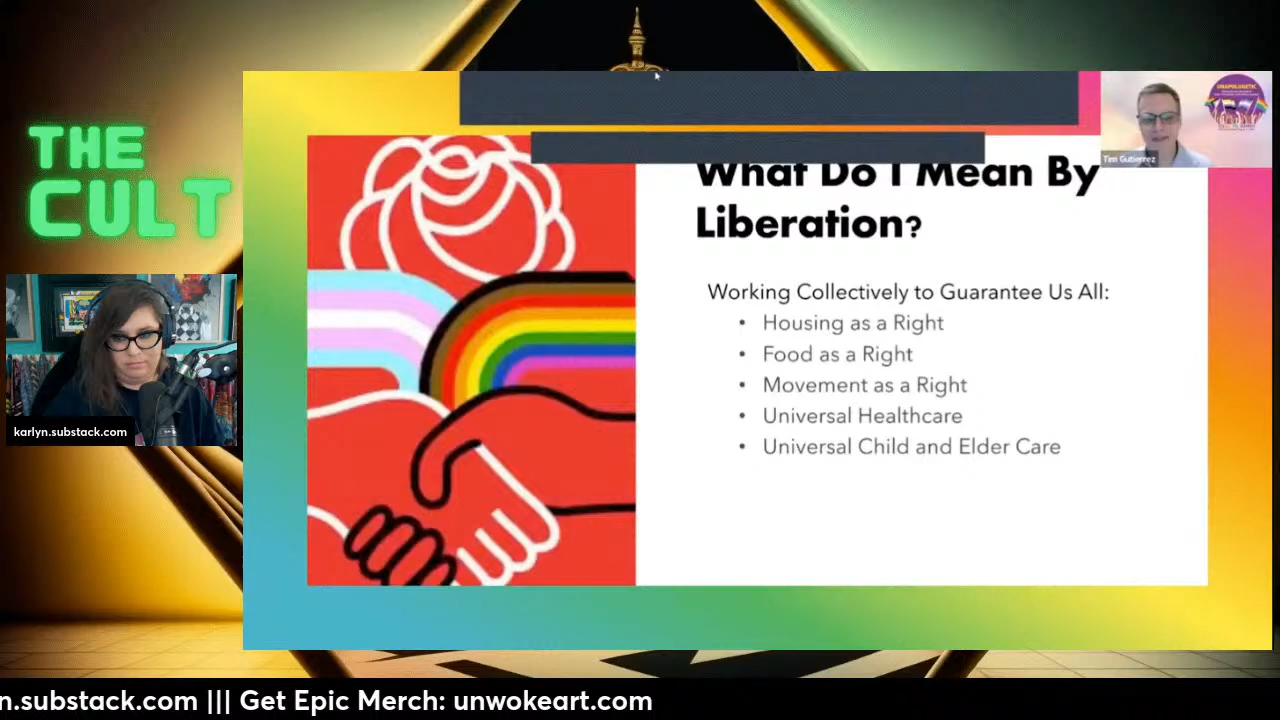 THE
CULT
karlyn.substack.com
UNAPOLOGETIC
Tim Gutierrez
What Do I Mean By
Liberation?
Working Collectively to Guarantee Us All:
• Housing as a Right
• Food as a Right
• Movement as a Right
• Universal Healthcare
• Universal Child and Elder Care
n.substack.com ||| Get Epic Merch: unwokeart.com